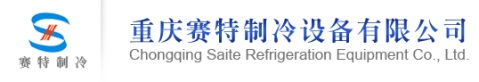 重庆赛特制冷设备有限公司
Chongqing Saite Refrigeration Equipment Co., Ltd.
赛特制冷